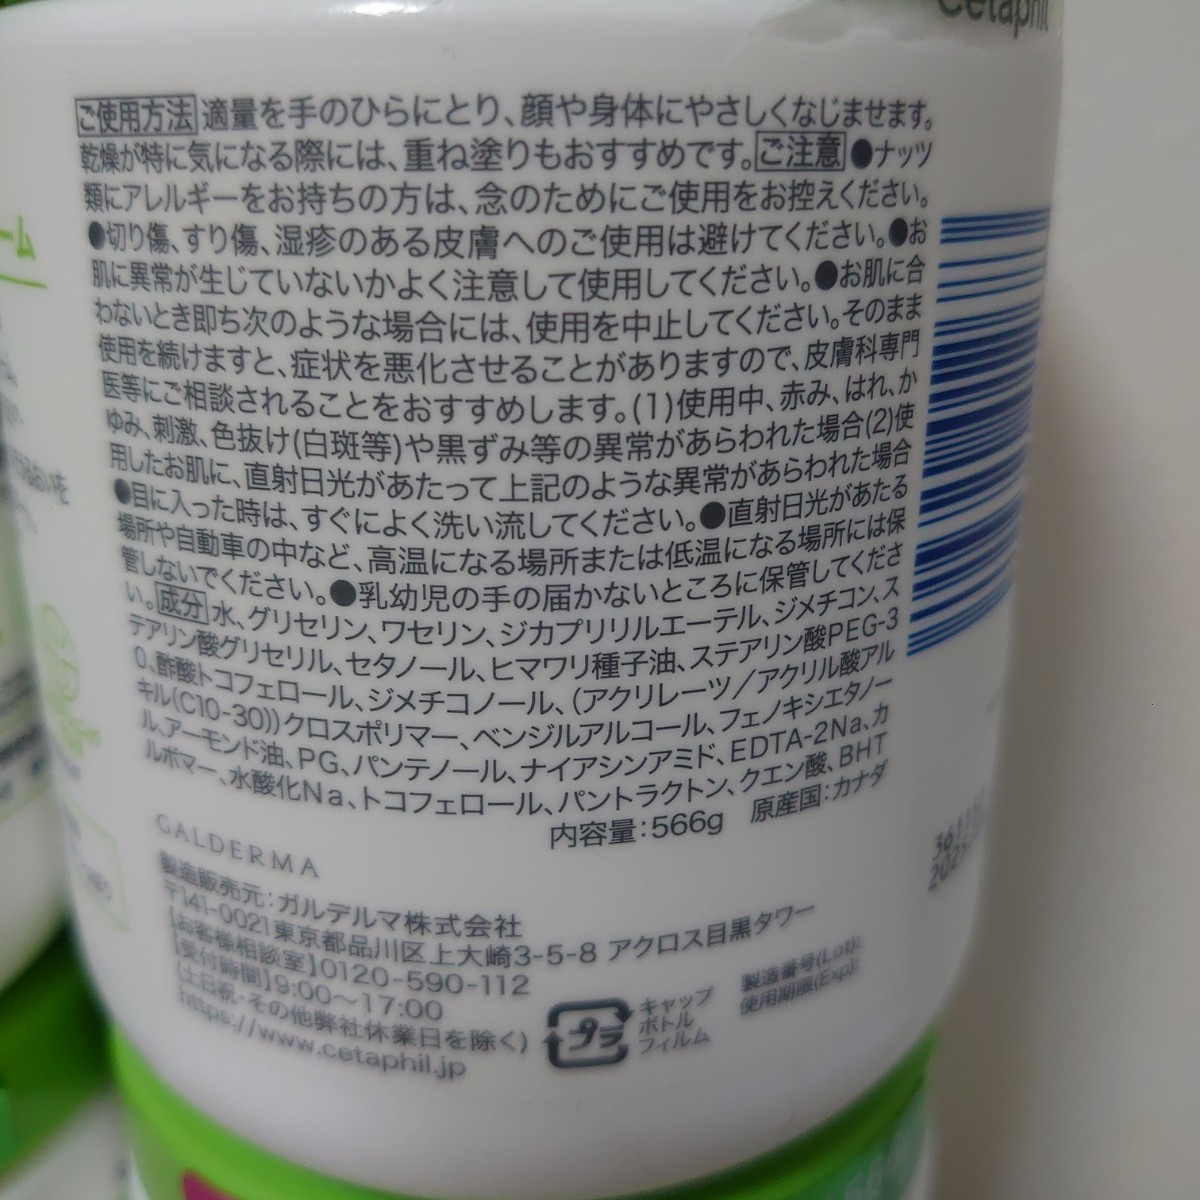 Cetaphil
ご使用方法 適量を手のひらにとり、顔や身体にやさしくなじませます。
乾燥が特に気になる際には、重ね塗りもおすすめです。ご注意 ●ナッツ
類にアレルギーをお持ちの方は、念のためにご使用をお控えください。
●切り傷、すり傷、湿疹のある皮膚へのご使用は避けてください。●お
肌に異常が生じていないかよく注意して使用してください。●お肌に合
わないとき即ち次のような場合には、使用を中止してください。そのまま
使用を続けますと、症状を悪化させることがありますので、皮膚科専門
医等にご相談されることをおすすめします。(1)使用中、赤み、はれ、か
ゆみ、刺激、色抜け(白斑等)や黒ずみ等の異常があらわれた場合(2)使
用したお肌に、直射日光があたって上記のような異常があらわれた場合
●目に入った時は、すぐによく洗い流してください。●直射日光があたる
場所や自動車の中など、高温になる場所または低温になる場所には保
管しないでください。●乳幼児の手の届かないところに保管してくださ
い。成分 水、グリセリン、ワセリン、ジカプリリルエーテル、ジメチコン、ス
テアリン酸グリセリル、セタノール、ヒマワリ種子油、ステアリン酸PEG-3
0、酢酸トコフェロール、ジメチコノール、(アクリレーツ/アクリル酸アル
キル(C10-30))クロスポリマー、ベンジルアルコール、フェノキシエタノー
ル、アーモンド油、PG、パンテノール、ナイアシンアミド、EDTA-2Na、カ
ルボマー、水酸化Na、トコフェロール、パントラクトン、クエン酸、BHT
内容量:566g 原産国:カナダ
GALDERMA
製造販売元:ガルデルマ株式会社
〒141-0021 東京都品川区上大崎3-5-8 アクロス目黒タワー
【お客様相談室】0120-590-112
【受付時間】9:00～17:00
(土日祝・その他弊社休業日を除く)
https://www.cetaphil.jp
プラ
キャップ
ボトル
フィルム
製造番号(Lot):
使用期限(Exp):
ーム